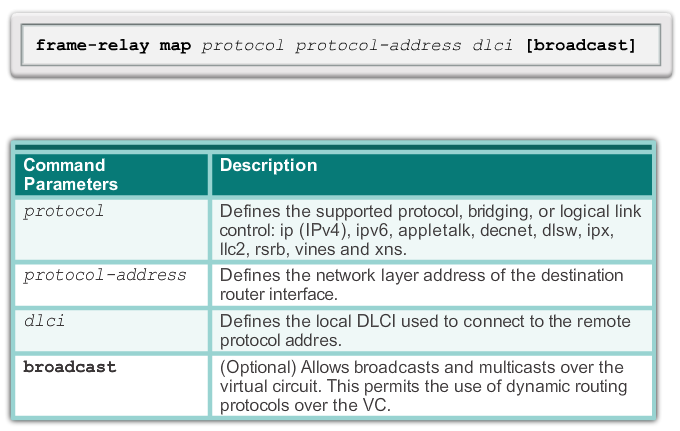 frame-relay map protocol protocol-address dlci [broadcast]
Command
Parameters
Description
protocol
Defines the supported protocol, bridging, or logical link
control: ip (IPv4), ipv6, appletalk, decnet, dlsw, ipx,
llc2, rsrb, vines and xns.
protocol-address
Defines the network layer address of the destination
router interface.
dlci
Defines the local DLCI used to connect to the remote
protocol addres.
broadcast
(Optional) Allows broadcasts and multicasts over the
virtual circuit. This permits the use of dynamic routing
protocols over the VC.